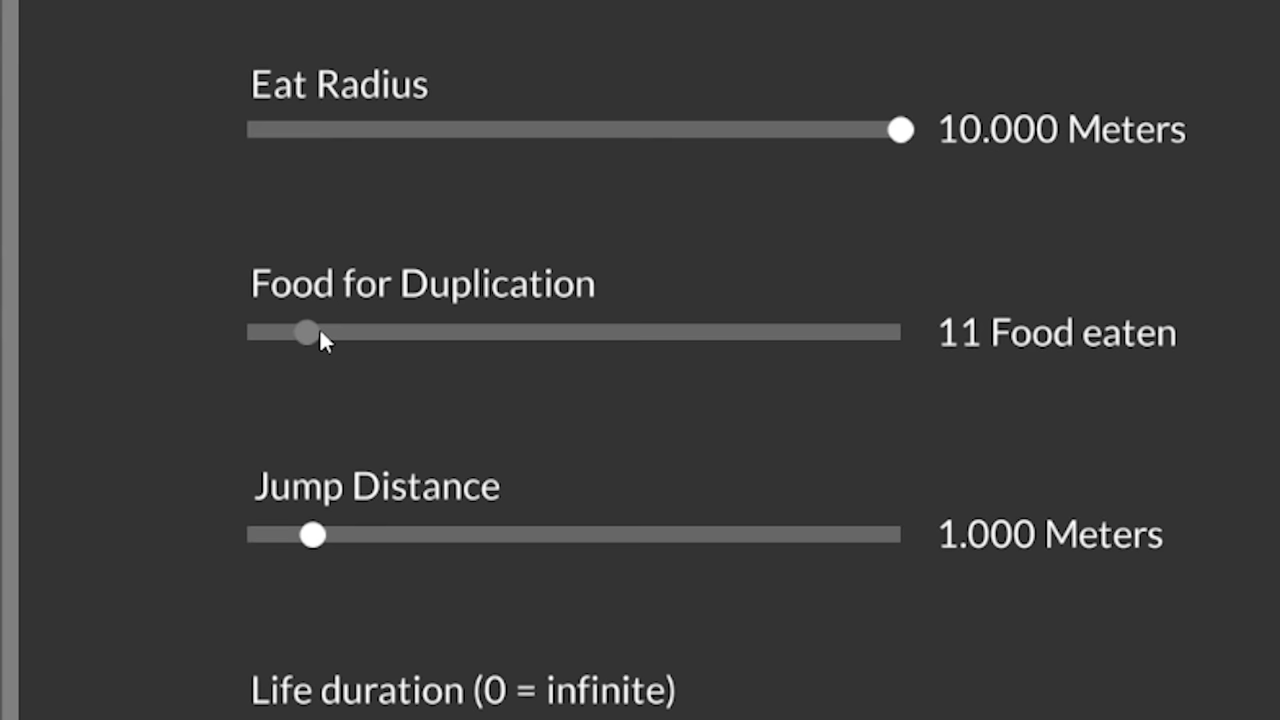 Eat Radius
10.000 Meters
Food for Duplication
11 Food eaten
Jump Distance
1.000 Meters
Life duration (0 = infinite)